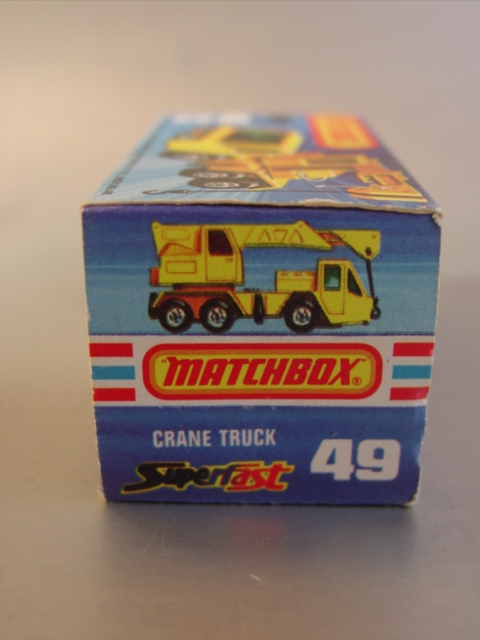 "MATCHBOX"®
CRANE TRUCK
Superfast
49